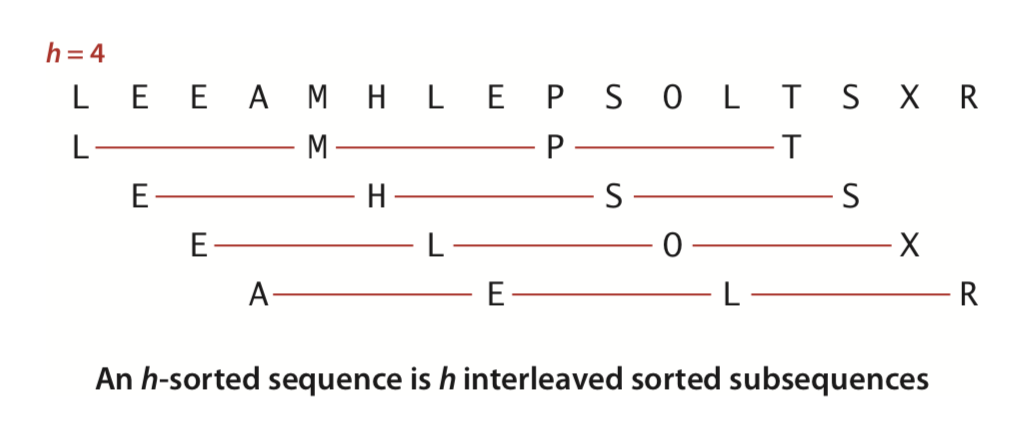 h = 4
L E E A M H L E P S O L T S X R
L M P T
E H S S
E L O X
A E L R
An h-sorted sequence is h interleaved sorted subsequences